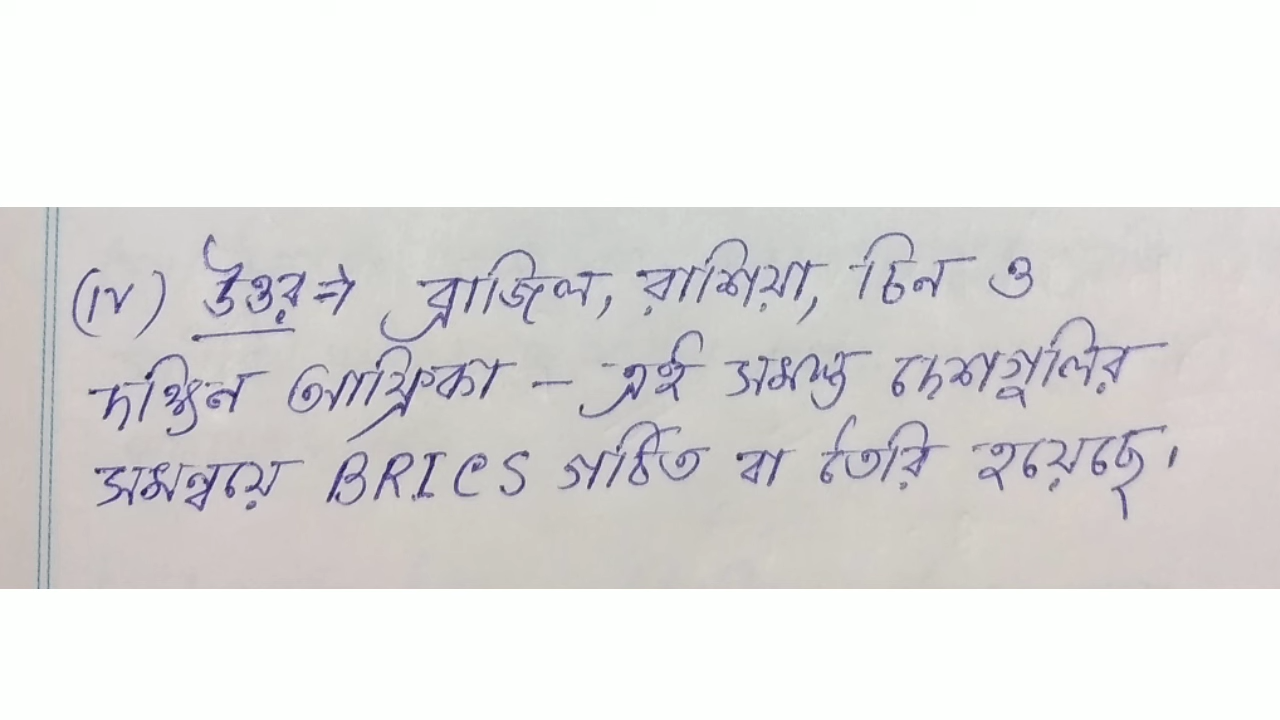 (iv) উত্তর ⇒ ব্রাজিল, রাশিয়া, চিন ও
দক্ষিন আফ্রিকা – এই সমস্ত দেশগুলির
সমন্বয়ে BRICS গঠিত বা তৈরি হয়েছে।